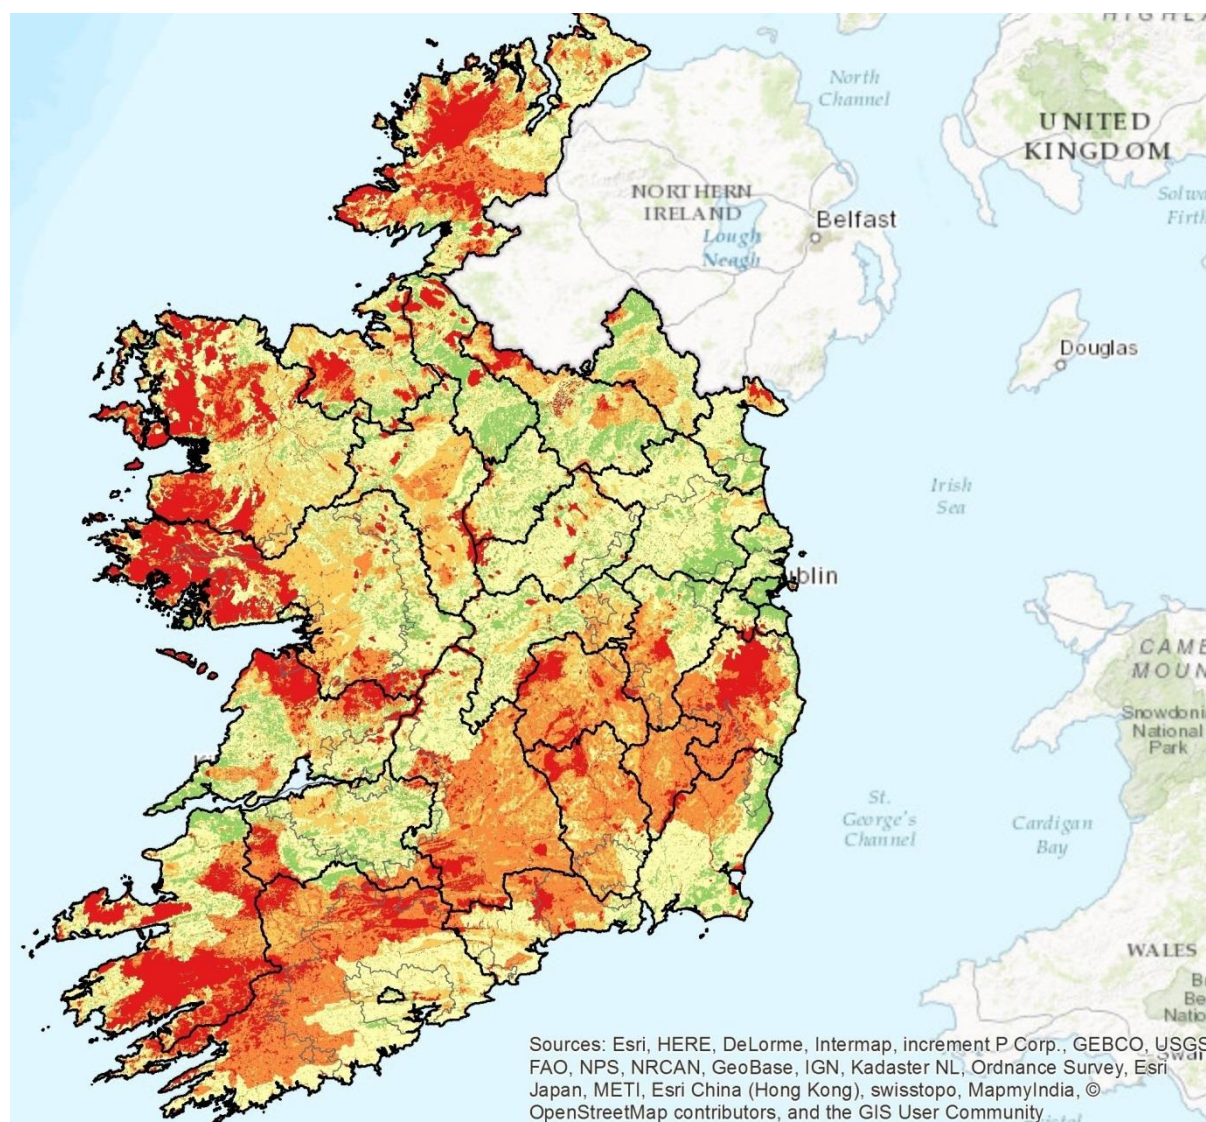 North
Channel
UNITED
KINGDOM
NORTHERN
IRELAND
Belfast
Lough
Neagh
Douglas
Irish
Sea
St.
George's
Channel
Cardigan
Bay
Park
National
WALES
Sources: Esri, HERE, DeLorme, Intermap, increment P Corp., GEBCO, USGS
FAO, NPS, NRCAN, GeoBase, IGN, Kadaster NL, Ordnance Survey, Esri
Japan, METI, Esri China (Hong Kong), swisstopo, MapmyIndia, ©
OpenStreetMap contributors, and the GIS User Community